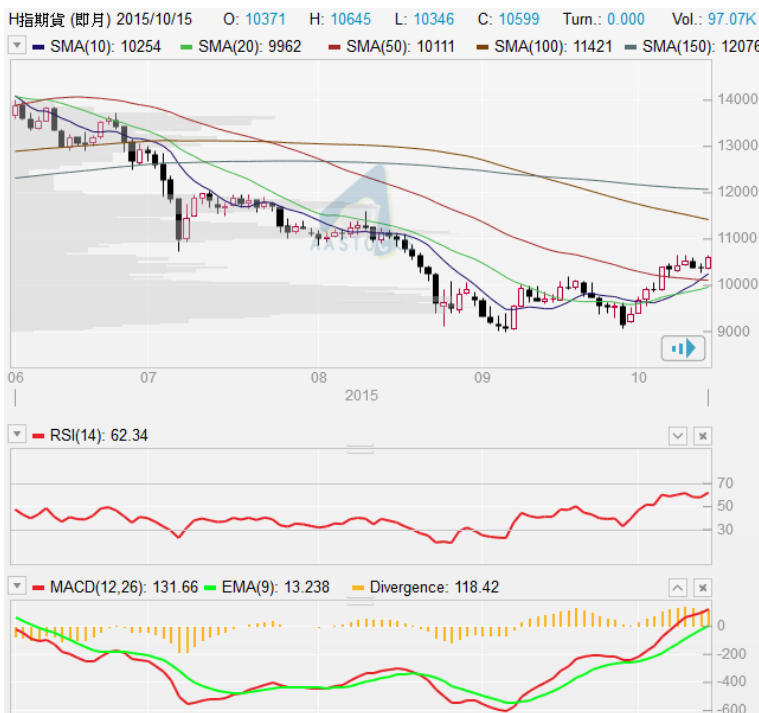 H指期貨 (即月) 2015/10/15 O: 10371 H: 10645 L: 10346 C: 10599 Turn.: 0.000 Vol.: 97.07K
SMA(10): 10254 SMA(20): 9962 SMA(50): 10111 SMA(100): 11421 SMA(150): 12076
14000
13000
12000
11000
AASTOCKS
10000
9000
06 07 08 09 10
2015
RSI(14): 62.34
70
50
30
MACD(12,26): 131.66 EMA(9): 13.238 Divergence: 118.42
0
-200
-400
-600